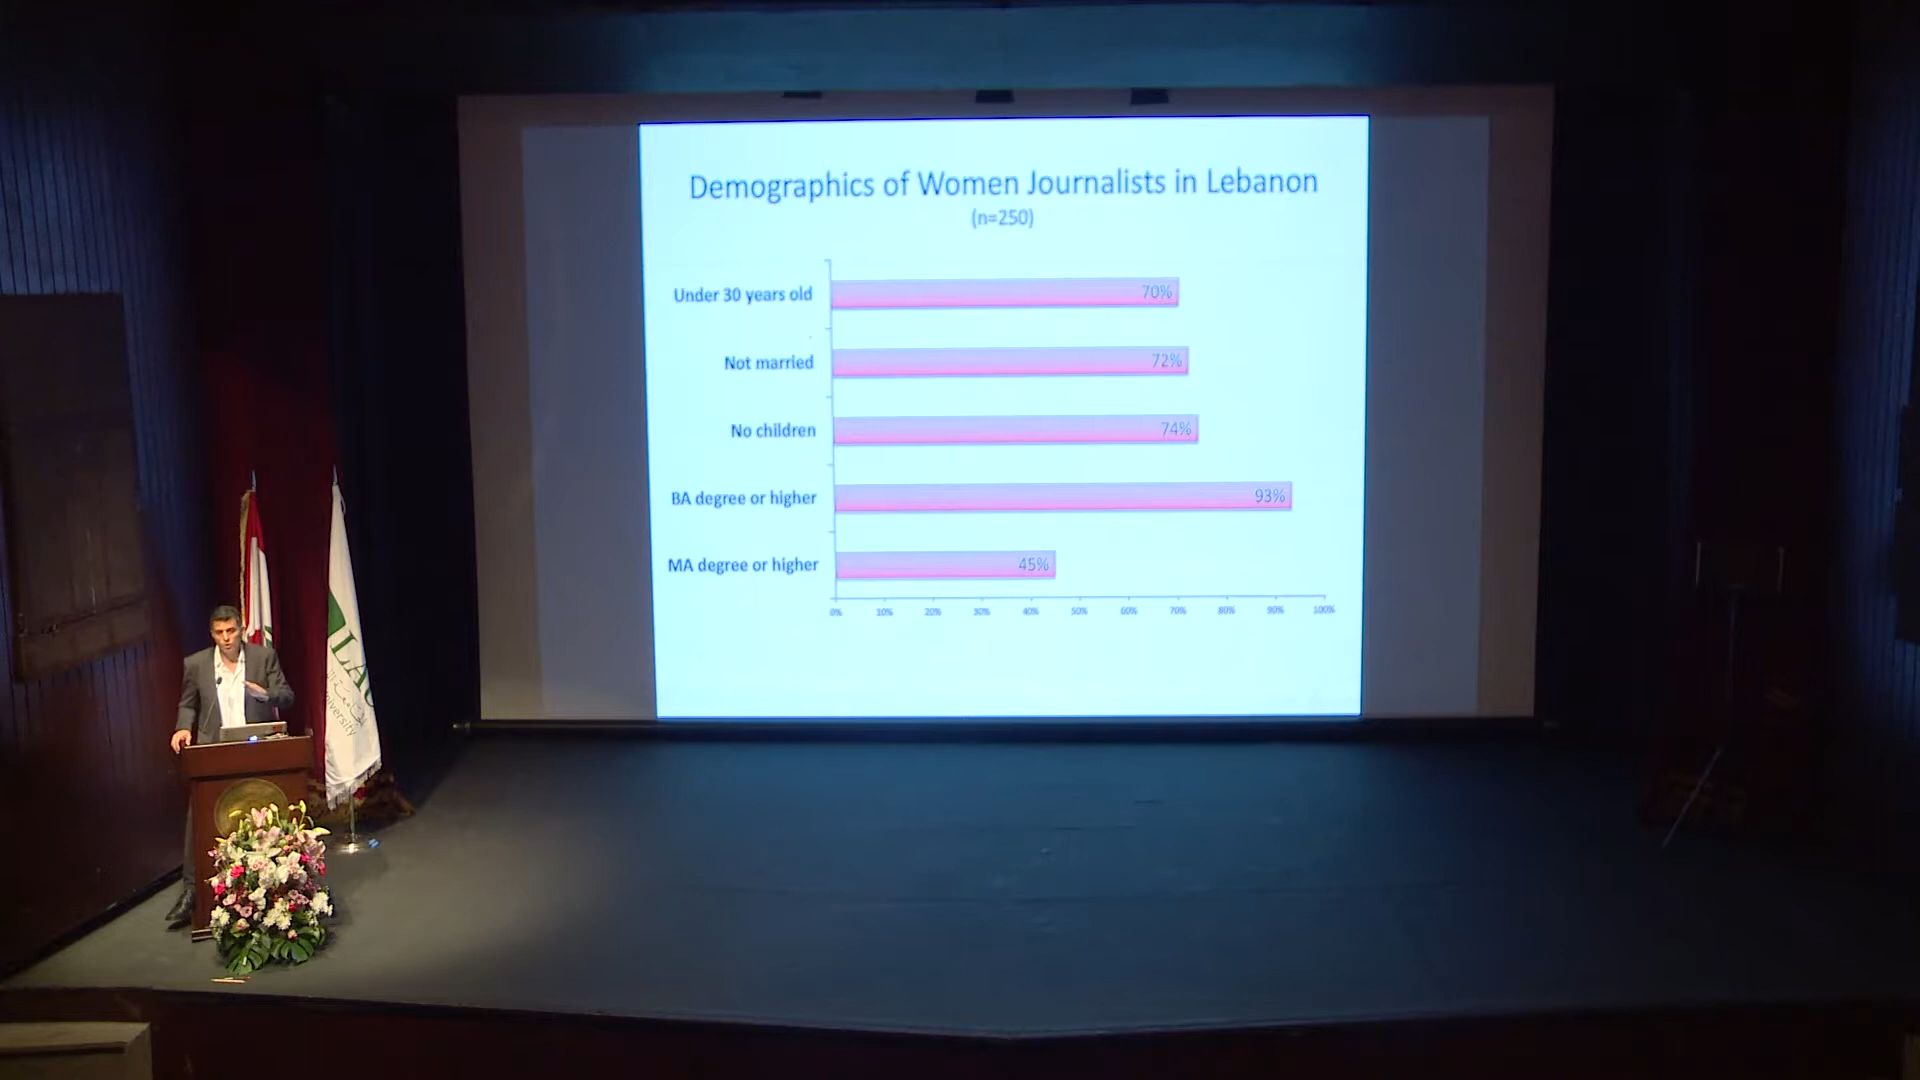 Demographics of Women Journalists in Lebanon
(n=250)
Under 30 years old 70%
Not married 72%
No children 74%
BA degree or higher 93%
MA degree or higher 45%
0% 10% 20% 30% 40% 50% 60% 70% 80% 90% 100%
LAU
University